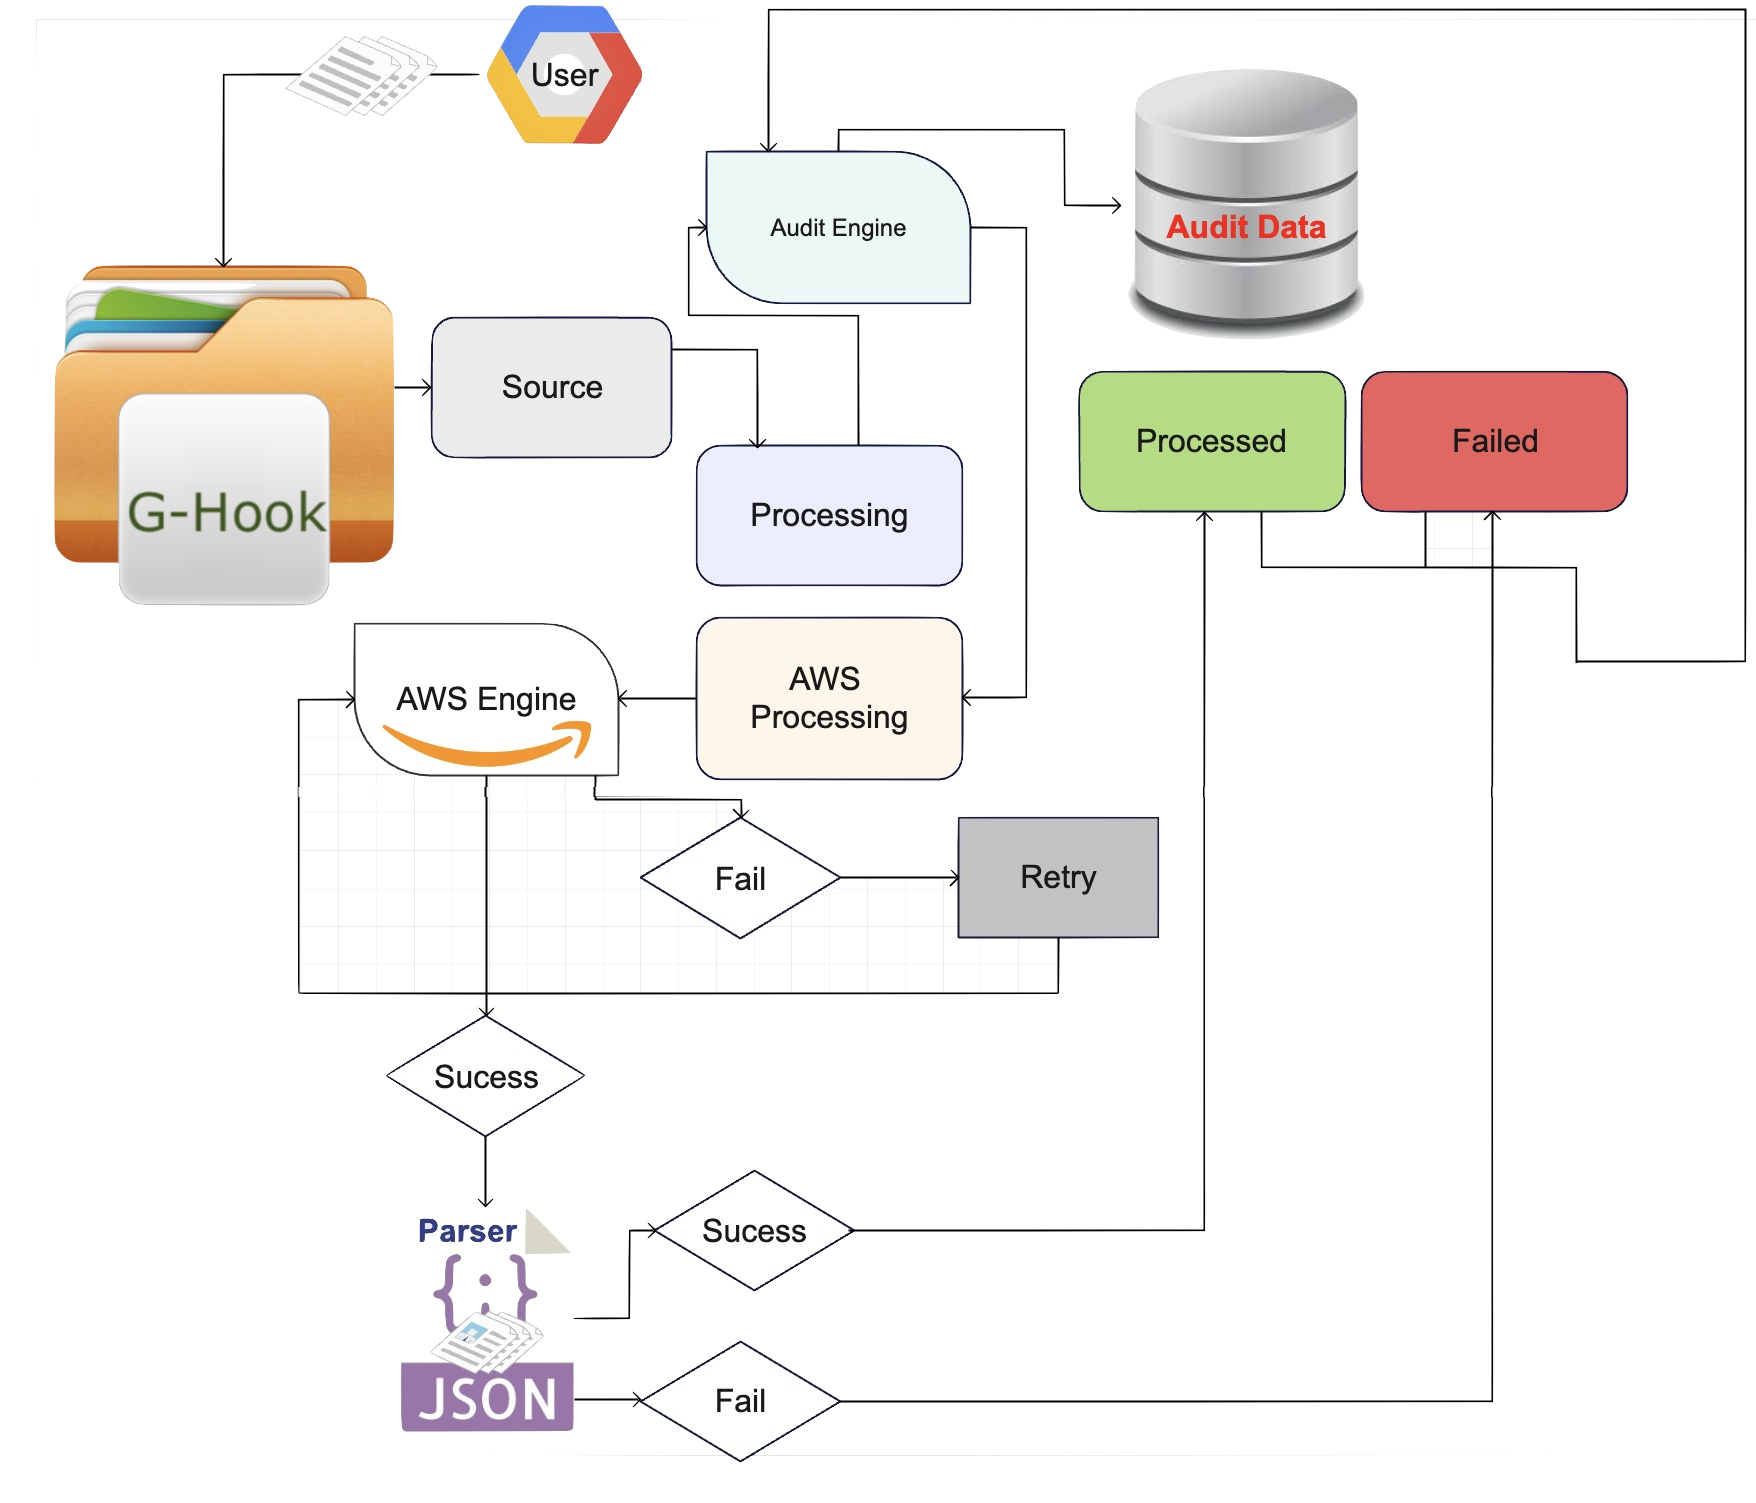 User
Audit Engine
Audit Data
Source
G-Hook
Processing
Processed
Failed
AWS Engine
AWS
Processing
Fail
Retry
Sucess
Parser
{;}
Sucess
JSON
Fail